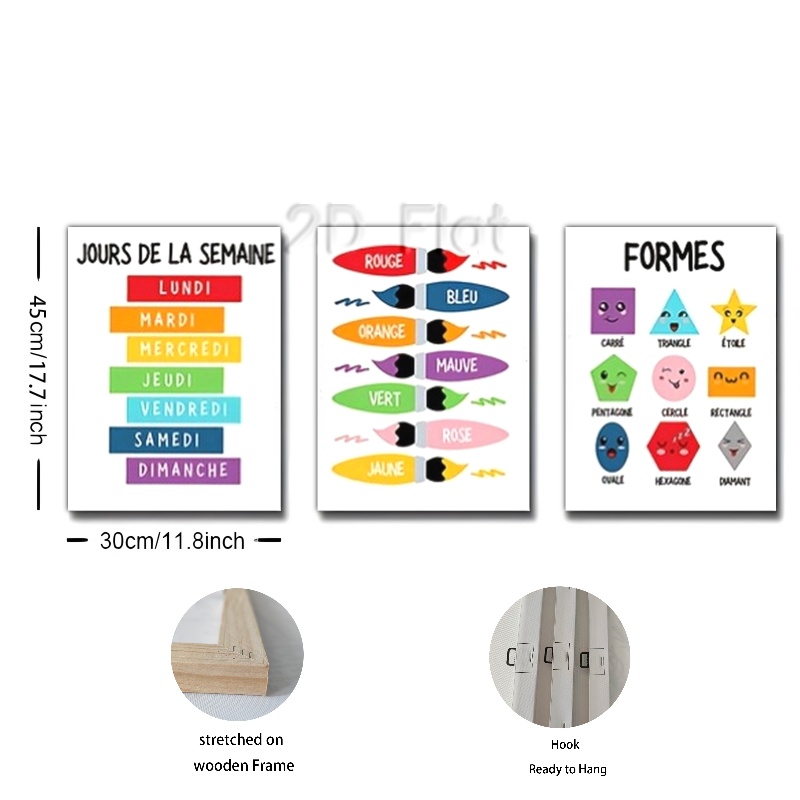 2D Flat
JOURS DE LA SEMAINE
LUNDI
MARDI
MERCREDI
JEUDI
VENDREDI
SAMEDI
DIMANCHE
ROUGE
BLEU
ORANGE
MAUVE
VERT
ROSE
JAUNE
FORMES
CARRÉ TRIANGLE ÉTOILE
PENTAGONE CERCLE RECTANGLE
OVALE HEXAGONE DIAMANT
45cm/17.7inch
30cm/11.8inch
stretched on
wooden Frame
Hook
Ready to Hang